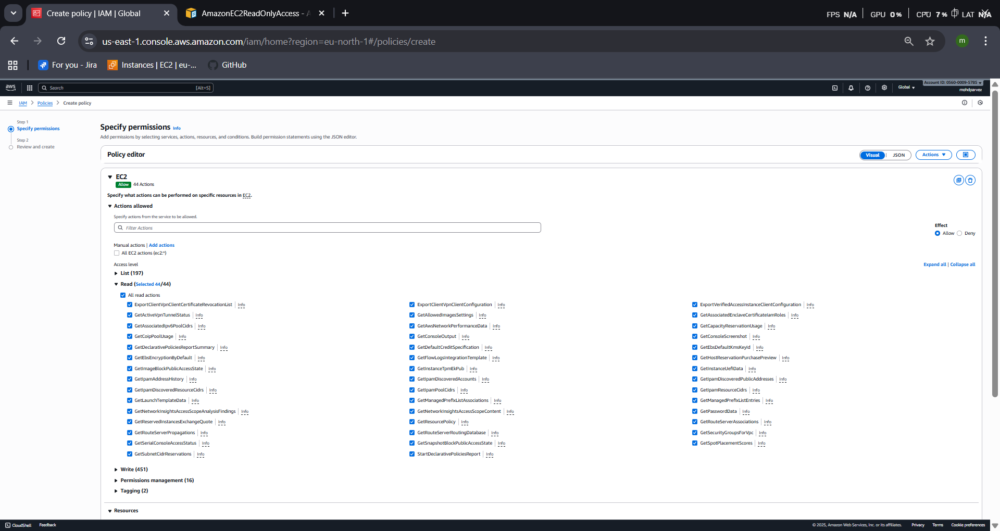 Create policy | IAM | Global
AmazonEC2ReadOnlyAccess -
FPS N/A GPU 0% CPU 7% LAT N/A
us-east-1.console.aws.amazon.com/iam/home?region=eu-north-1#/policies/create
m
For you - Jira
Instances | EC2 | eu-...
GitHub
aws
Search
[Alt+S]
Global
Account ID: 0560-0009-5785
mohdparvez
IAM
Policies
Create policy
Step 1
Specify permissions
Step 2
Review and create
Specify permissions Info
Add permissions by selecting services, actions, resources, and conditions. Build permission statements using the JSON editor.
Policy editor
Visual
JSON
Actions
EC2
Allow 44 Actions
Specify what actions can be performed on specific resources in EC2.
Actions allowed
Specify actions from the service to be allowed.
Filter Actions
Effect
Allow Deny
Manual actions | Add actions
All EC2 actions (ec2:*)
Access level
Expand all | Collapse all
List (197)
Read (Selected 44/44)
All read actions
ExportClientVpnClientCertificateRevocationList Info ExportClientVpnClientConfiguration Info ExportVerifiedAccessInstanceClientConfiguration Info
GetActiveVpnTunnelStatus Info GetAllowedImagesSettings Info GetAssociatedEnclaveCertificateIamRoles Info
GetAssociatedIpv6PoolCidrs Info GetAwsNetworkPerformanceData Info GetCapacityReservationUsage Info
GetCoipPoolUsage Info GetConsoleOutput Info GetConsoleScreenshot Info
GetDeclarativePoliciesReportSummary Info GetDefaultCreditSpecification Info GetEbsDefaultKmsKeyId Info
GetEbsEncryptionByDefault Info GetFlowLogsIntegrationTemplate Info GetHostReservationPurchasePreview Info
GetImageBlockPublicAccessState Info GetInstanceTpmEkPub Info GetInstanceUefiData Info
GetIpamAddressHistory Info GetIpamDiscoveredAccounts Info GetIpamDiscoveredPublicAddresses Info
GetIpamDiscoveredResourceCidrs Info GetIpamPoolCidrs Info GetIpamResourceCidrs Info
GetLaunchTemplateData Info GetManagedPrefixListAssociations Info GetManagedPrefixListEntries Info
GetNetworkInsightsAccessScopeAnalysisFindings Info GetNetworkInsightsAccessScopeContent Info GetPasswordData Info
GetReservedInstancesExchangeQuote Info GetResourcePolicy Info GetRouteServerAssociations Info
GetRouteServerPropagations Info GetRouteServerRoutingDatabase Info GetSecurityGroupsForVpc Info
GetSerialConsoleAccessStatus Info GetSnapshotBlockPublicAccessState Info GetSpotPlacementScores Info
GetSubnetCidrReservations Info StartDeclarativePoliciesReport Info
Write (451)
Permissions management (16)
Tagging (2)
Resources
CloudShell Feedback
© 2025, Amazon Web Services, Inc. or its affiliates. Privacy Terms Cookie preferences